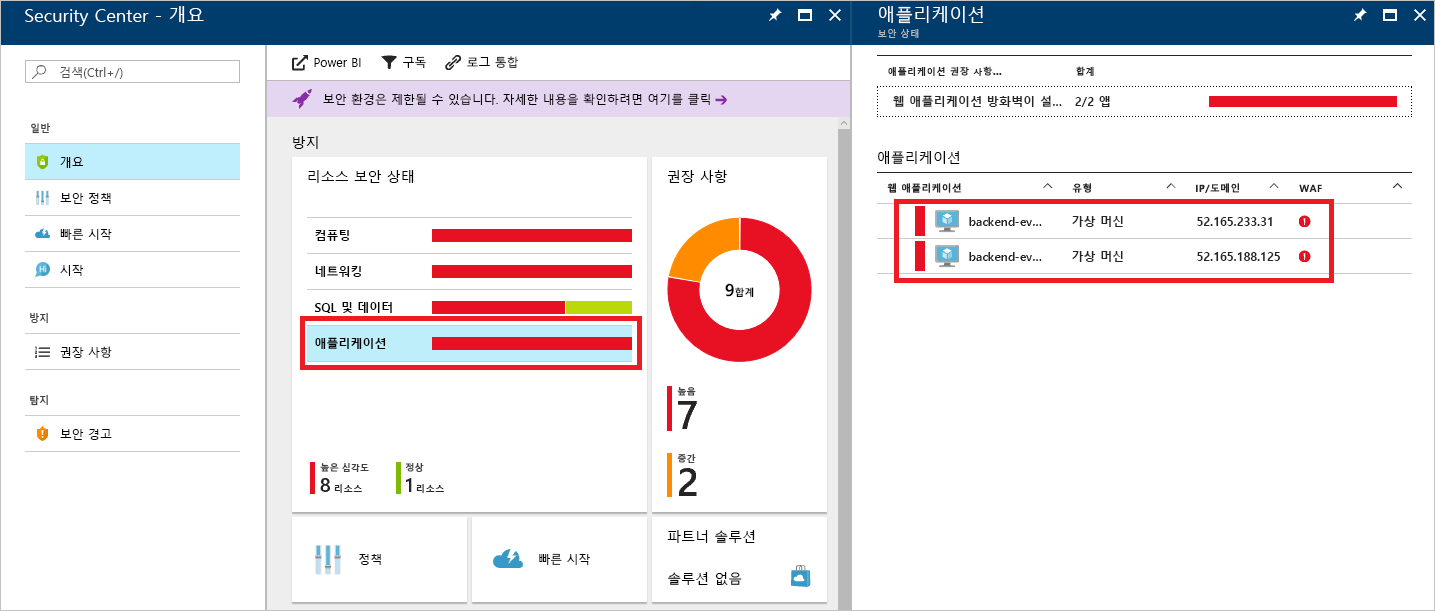 Security Center - 개요
검색(Ctrl+/)
일반
개요
보안 정책
빠른 시작
Hi
시작
방지
권장 사항
탐지
보안 경고
Power BI
구독
로그 통합
보안 환경은 제한될 수 있습니다. 자세한 내용을 확인하려면 여기를 클릭
방지
리소스 보안 상태
컴퓨팅
네트워킹
SQL 및 데이터
애플리케이션
높은 심각도
8 리소스
정상
1 리소스
권장 사항
9합계
높음
7
중간
2
정책
빠른 시작
파트너 솔루션
솔루션 없음
애플리케이션
보안 상태
애플리케이션 권장 사항... 합계
웹 애플리케이션 방화벽이 설... 2/2 앱
애플리케이션
웹 애플리케이션 유형 IP/도메인 WAF
backend-ev... 가상 머신 52.165.233.31
backend-ev... 가상 머신 52.165.188.125